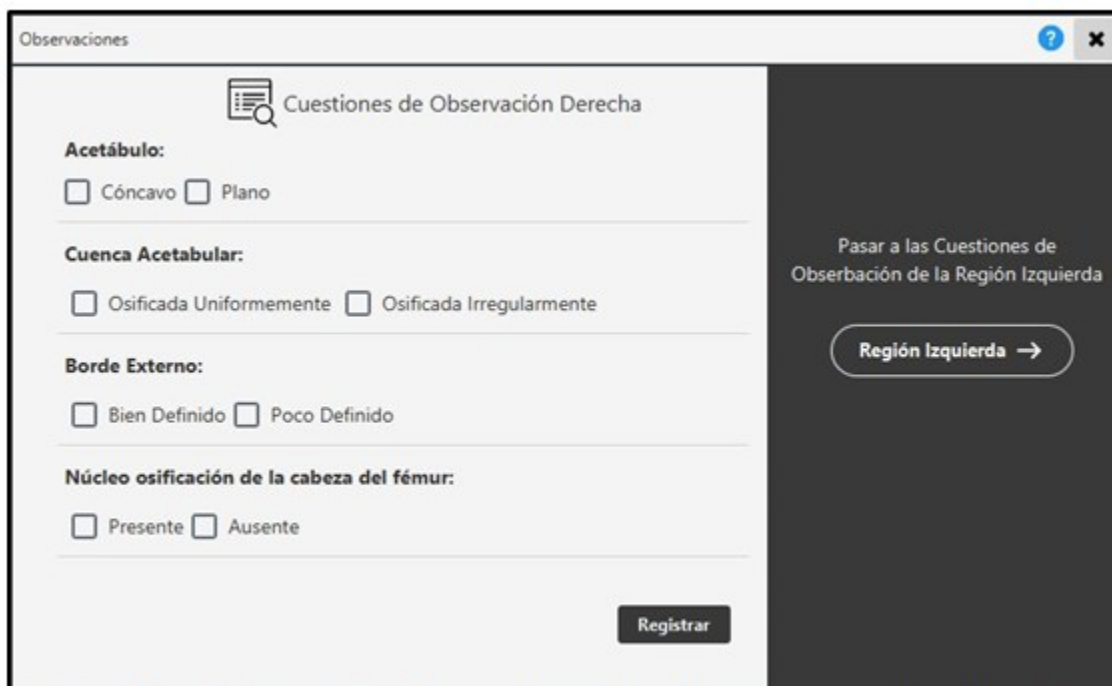 Observaciones
?
Cuestiones de Observación Derecha
Acetábulo:
Cóncavo Plano
Cuenca Acetabular:
Osificada Uniformemente Osificada Irregularmente
Borde Externo:
Bien Definido Poco Definido
Núcleo osificación de la cabeza del fémur:
Presente Ausente
Registrar
Pasar a las Cuestiones de
Obserbación de la Región Izquierda
Región Izquierda →